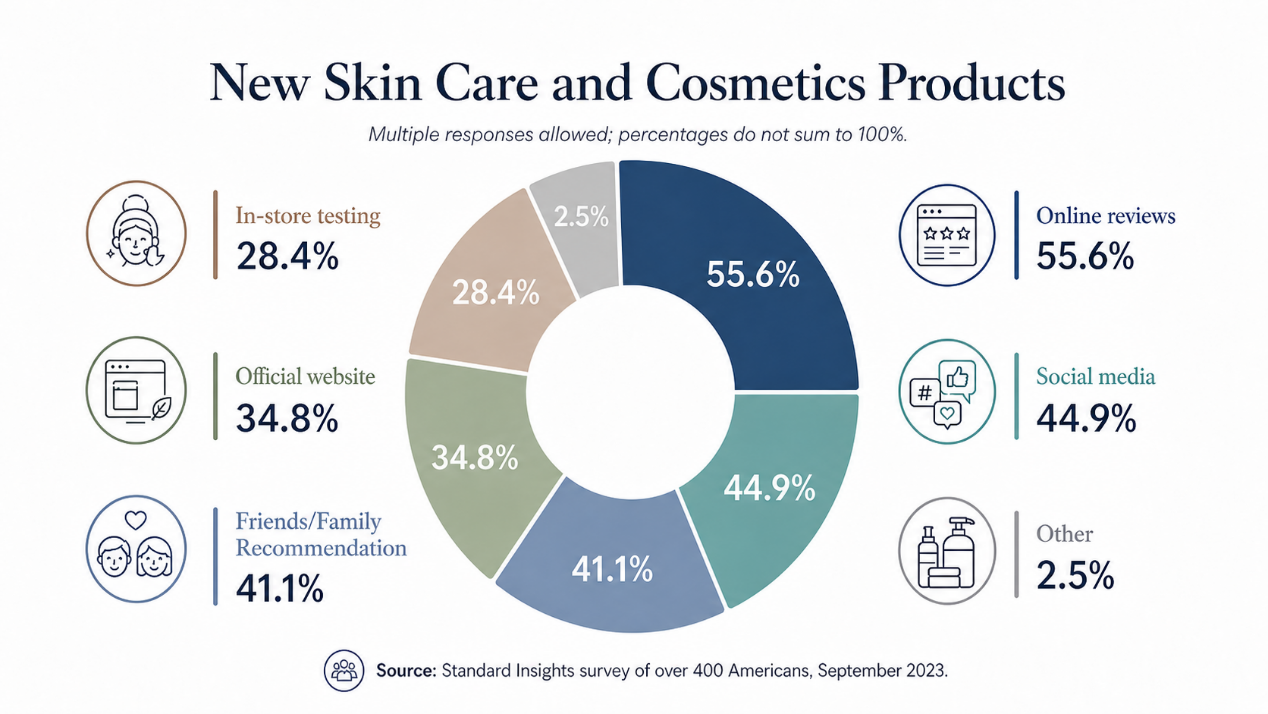 New Skin Care and Cosmetics Products
Multiple responses allowed; percentages do not sum to 100%.
In-store testing
28.4%
Official website
34.8%
Friends/Family
Recommendation
41.1%
2.5%
55.6%
28.4%
34.8%
44.9%
41.1%
Online reviews
55.6%
#
Social media
44.9%
Other
2.5%
Source: Standard Insights survey of over 400 Americans, September 2023.